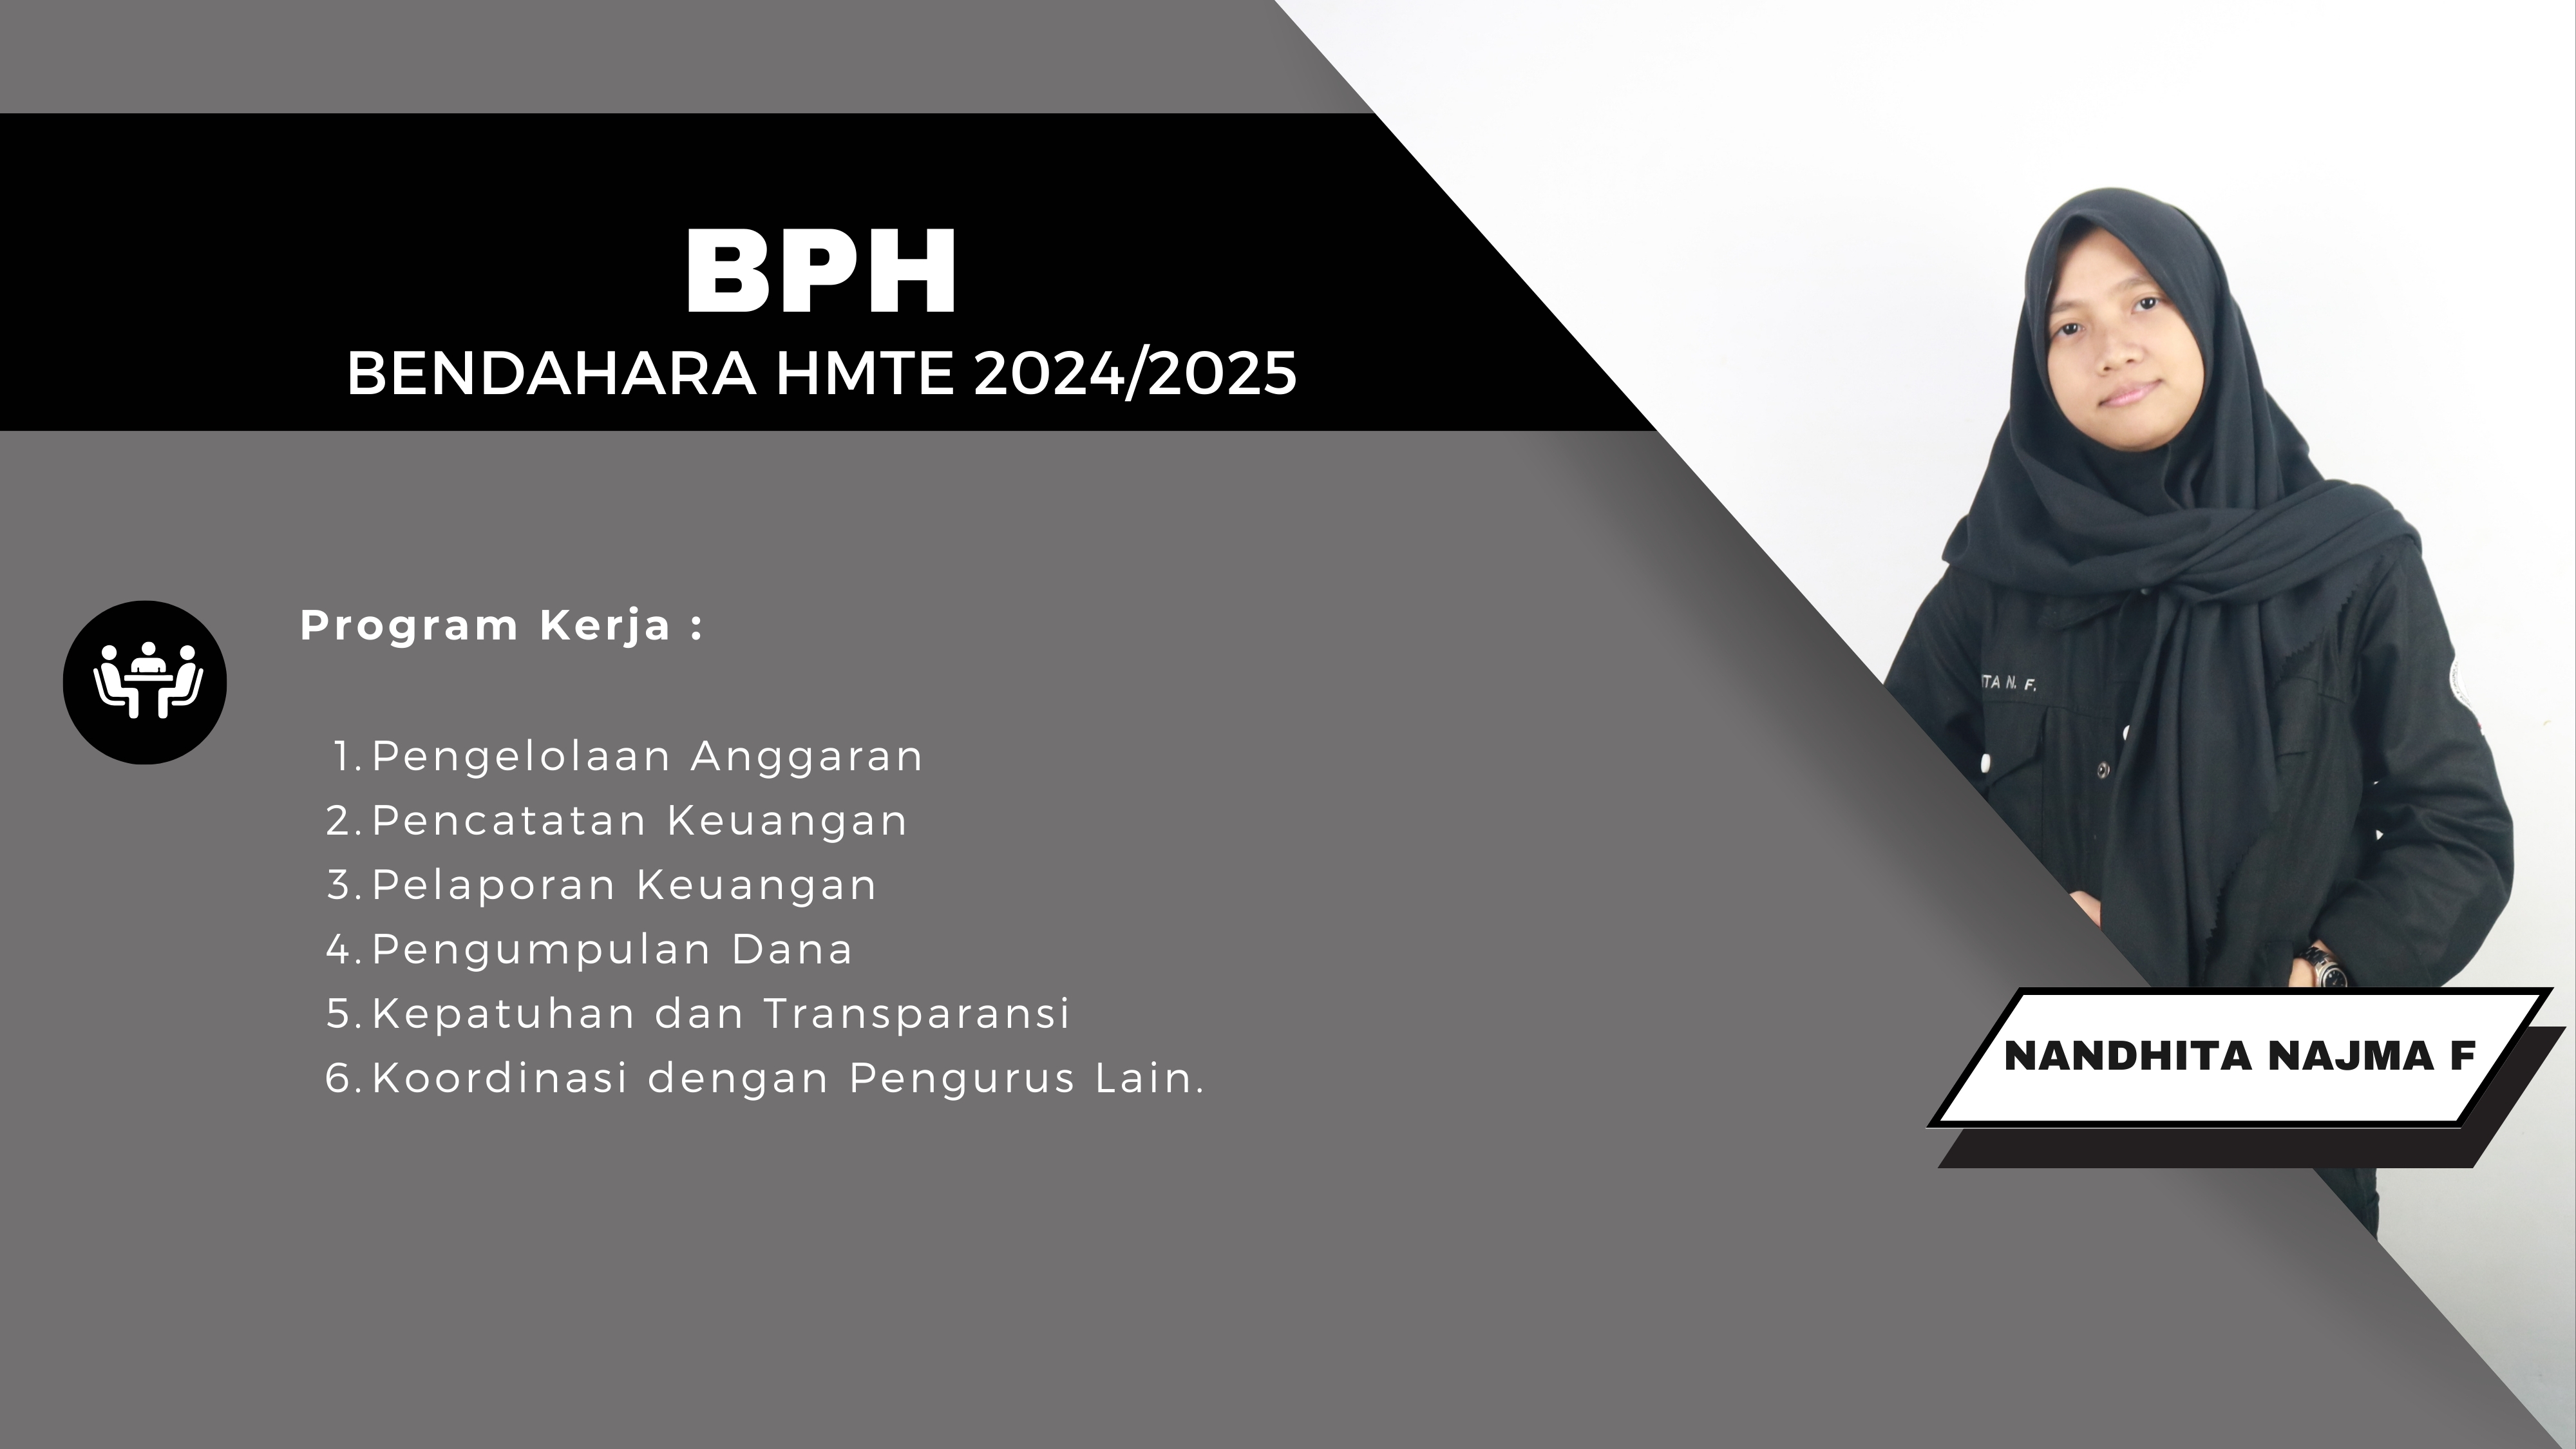 BPH
BENDAHARA HMTE 2024/2025
Program Kerja :
1. Pengelolaan Anggaran
2. Pencatatan Keuangan
3. Pelaporan Keuangan
4. Pengumpulan Dana
5. Kepatuhan dan Transparansi
6. Koordinasi dengan Pengurus Lain.
ITA N. F.
NANDHITA NAJMA F